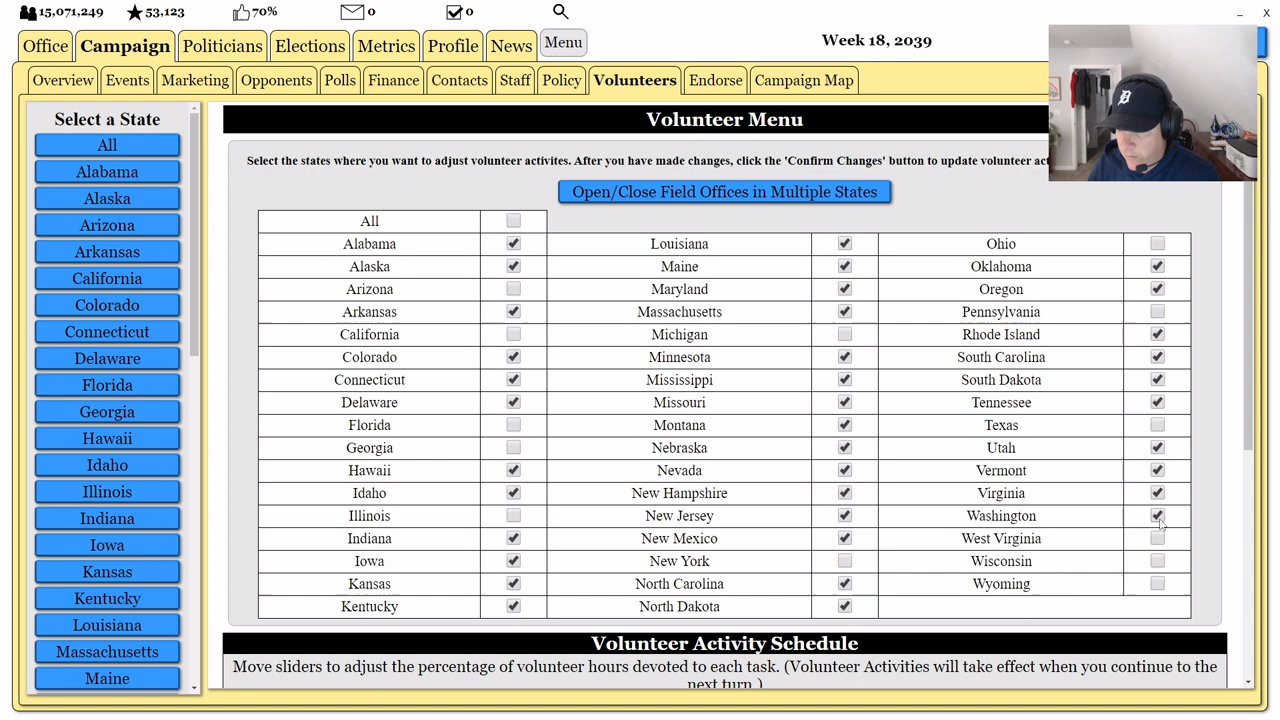 15,071,249 53,123 70% 0 0
_ X
Office Campaign Politicians Elections Metrics Profile News Menu
Week 18, 2039
Overview Events Marketing Opponents Polls Finance Contacts Staff Policy Volunteers Endorse Campaign Map
Select a State
All
Alabama
Alaska
Arizona
Arkansas
California
Colorado
Connecticut
Delaware
Florida
Georgia
Hawaii
Idaho
Illinois
Indiana
Iowa
Kansas
Kentucky
Louisiana
Massachusetts
Maine
Volunteer Menu
Select the states where you want to adjust volunteer activites. After you have made changes, click the 'Confirm Changes' button to update volunteer act
Open/Close Field Offices in Multiple States
All
Alabama Louisiana Ohio
Alaska Maine Oklahoma
Arizona Maryland Oregon
Arkansas Massachusetts Pennsylvania
California Michigan Rhode Island
Colorado Minnesota South Carolina
Connecticut Mississippi South Dakota
Delaware Missouri Tennessee
Florida Montana Texas
Georgia Nebraska Utah
Hawaii Nevada Vermont
Idaho New Hampshire Virginia
Illinois New Jersey Washington
Indiana New Mexico West Virginia
Iowa New York Wisconsin
Kansas North Carolina Wyoming
Kentucky North Dakota
Volunteer Activity Schedule
Move sliders to adjust the percentage of volunteer hours devoted to each task. (Volunteer Activities will take effect when you continue to the
next turn.)